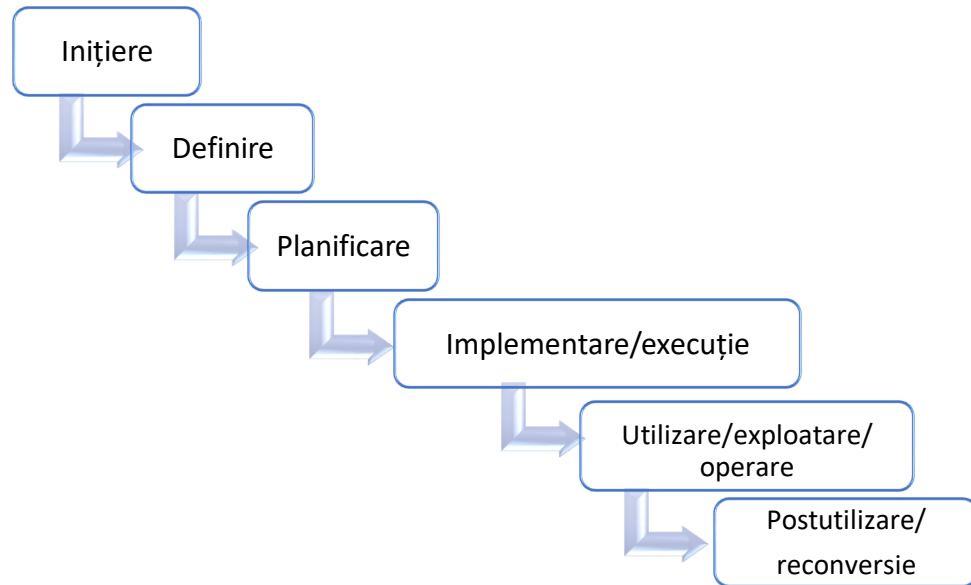 Inițiere
Definire
Planificare
Implementare/execuție
Utilizare/exploatare/
operare
Postutilizare/
reconversie